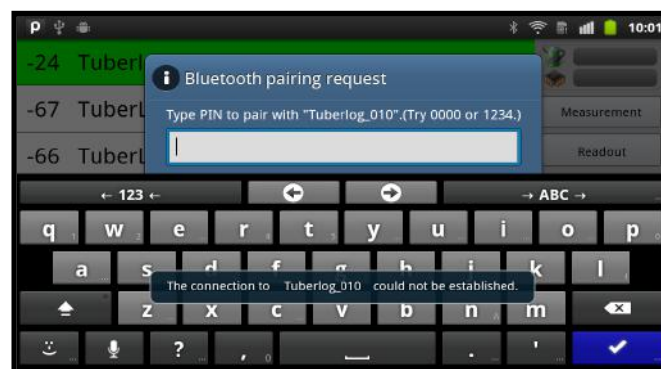 10:01
-24 Tuberl
Bluetooth pairing request
-67 TuberL
Type PIN to pair with "Tuberlog_010".(Try 0000 or 1234.)
Measurement
-66 TuberL
Readout
← 123 ←
→ ABC →
q w e r t y u i o p
a s d f g h j k l
The connection to Tuberlog_010 could not be established.
z x c v b n m
? , . '